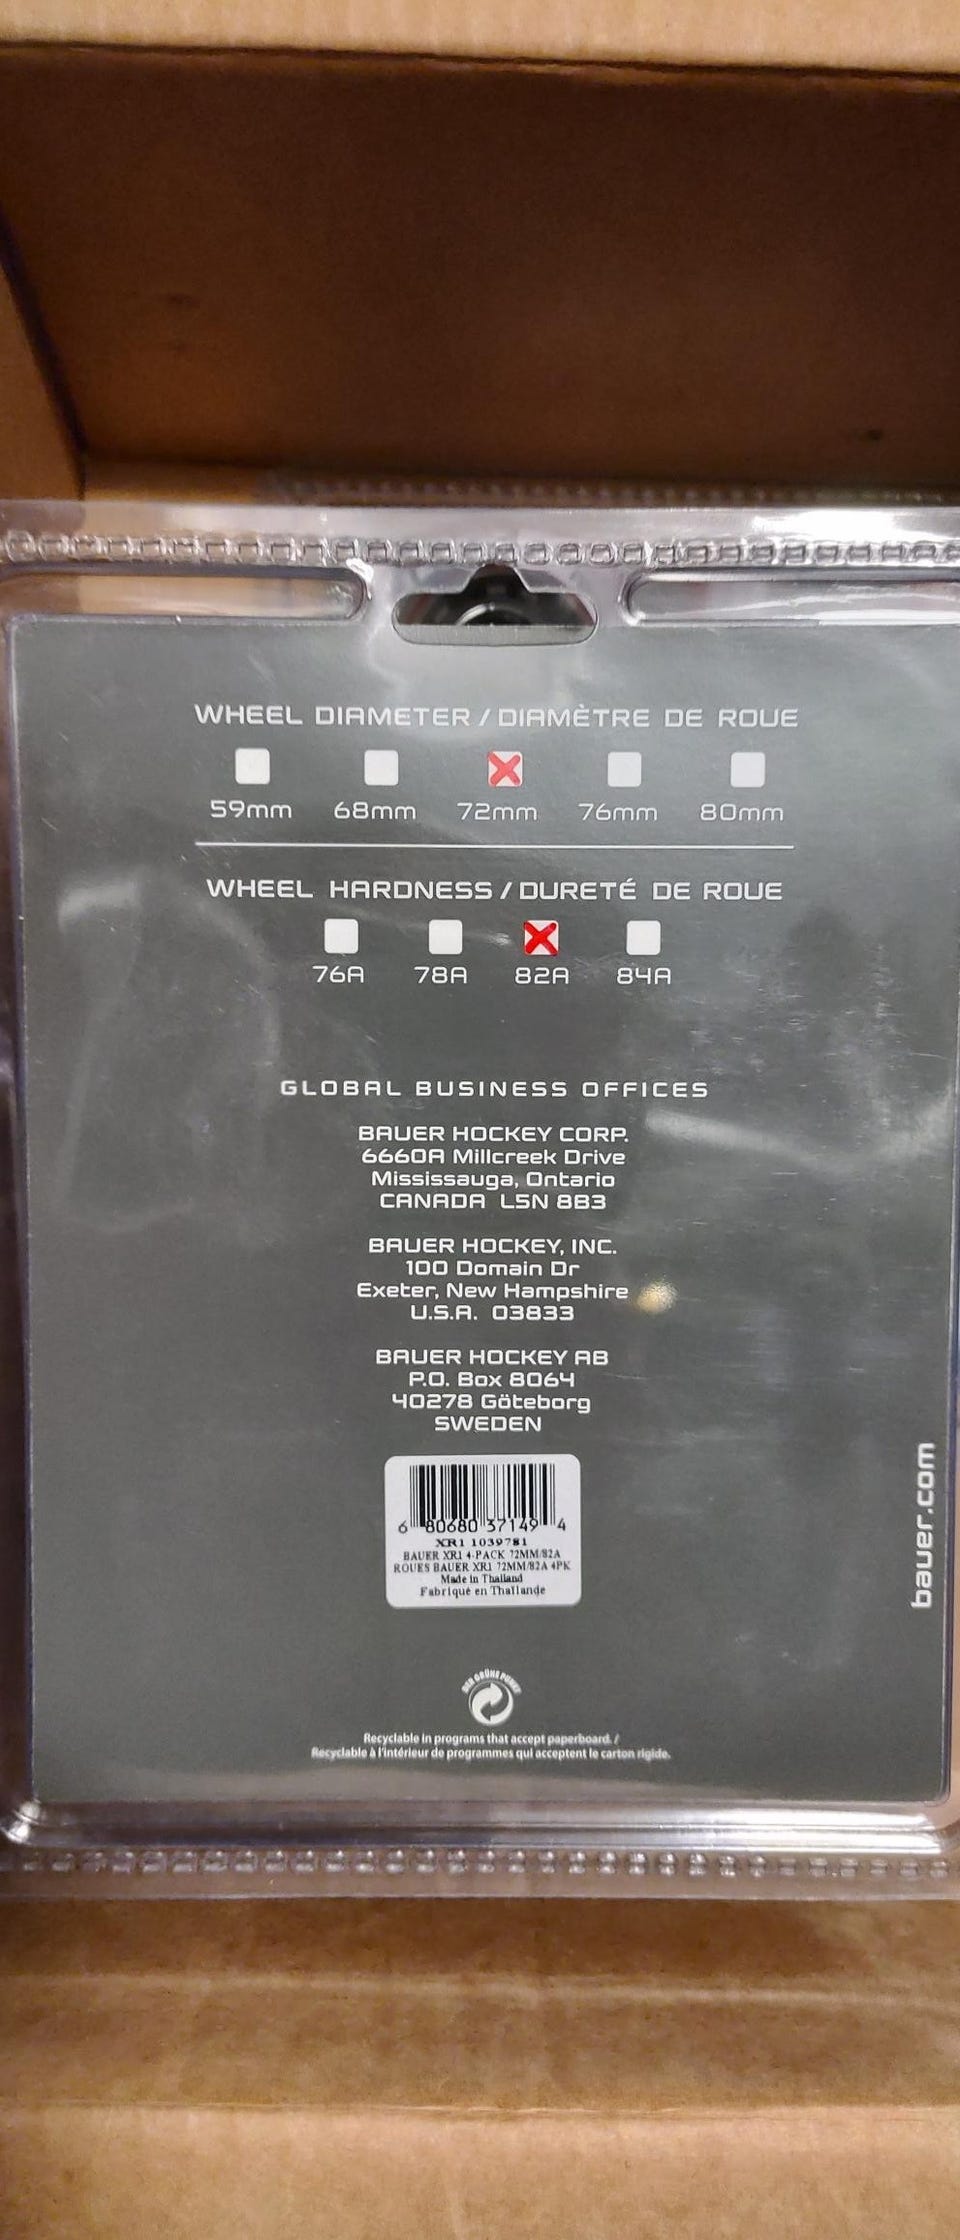 WHEEL DIAMETER / DIAMÈTRE DE ROUE
59mm 68mm 72mm 76mm 80mm
WHEEL HARDNESS / DURETÉ DE ROUE
76A 78A 82A 84A
GLOBAL BUSINESS OFFICES
BAUER HOCKEY CORP.
6660A Millcreek Drive
Mississauga, Ontario
CANADA L5N 8B3
BAUER HOCKEY, INC.
100 Domain Dr
Exeter, New Hampshire
U.S.A. 03833
BAUER HOCKEY AB
P.O. Box 8064
40278 Göteborg
SWEDEN
bauer.com
6 80680 37149 4
XR1 1039781
BAUER XR1 4-PACK 72MM/82A
ROUES BAUER XR1 72MM/82A 4PK
Made in Thailand
Fabriqué en Thaïlande
DER GRÜNE PUNKT
Recyclable in programs that accept paperboard. /
Recyclable à l'intérieur de programmes qui acceptent le carton rigide.